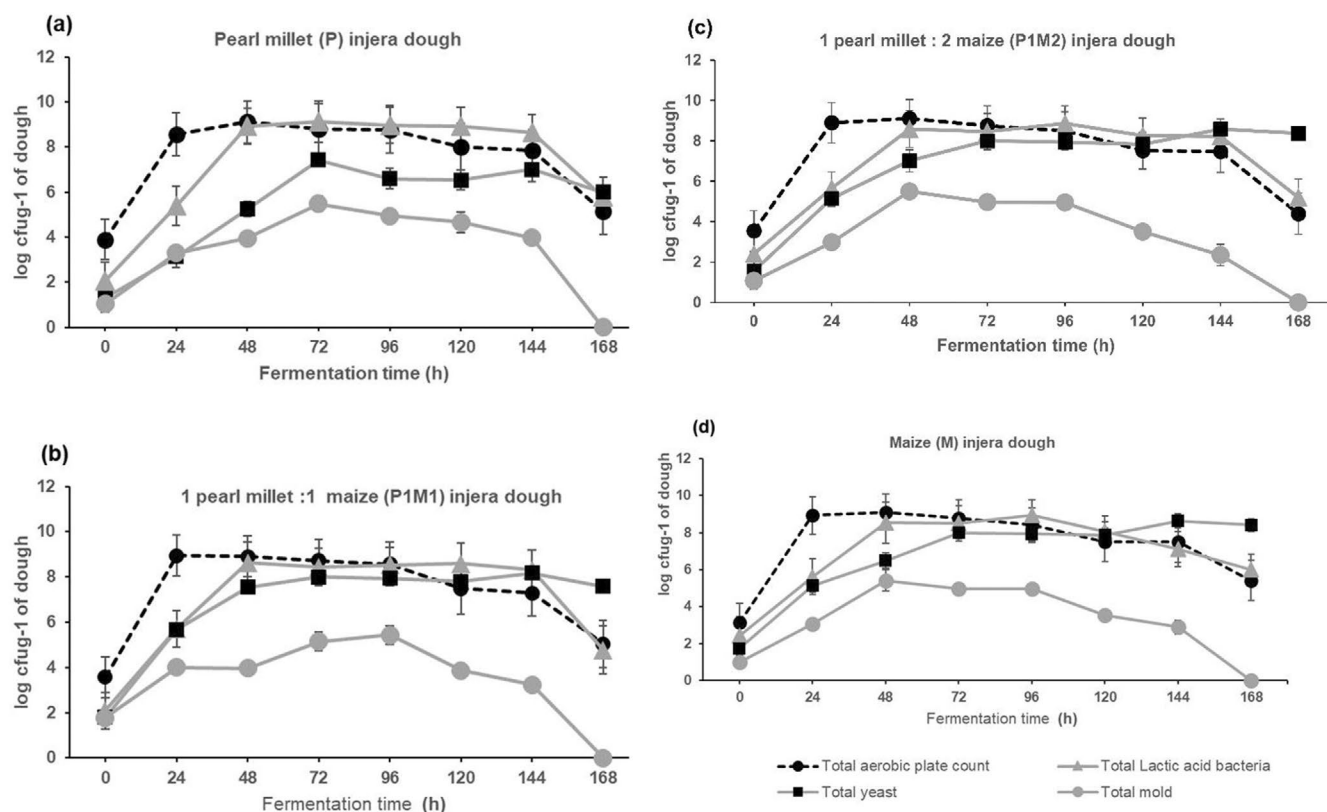 (a)
Pearl millet (P) injera dough
log cfug-1 of dough
12
10
8
6
4
2
0
0 24 48 72 96 120 144 168
Fermentation time (h)
(b)
1 pearl millet :1 maize (P1M1) injera dough
log cfug-1 of dough
12
10
8
6
4
2
0
0 24 48 72 96 120 144 168
Fermentation time (h)
(c)
1 pearl millet : 2 maize (P1M2) injera dough
log cfug-1 of dough
12
10
8
6
4
2
0
0 24 48 72 96 120 144 168
Fermentation time (h)
(d)
Maize (M) injera dough
log cfug-1 of dough
12
10
8
6
4
2
0
0 24 48 72 96 120 144 168
Fermentation time (h)
Total aerobic plate count Total Lactic acid bacteria
Total yeast Total mold